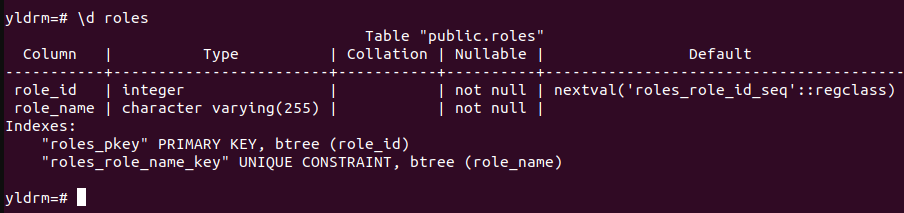 yldrm=# \d roles
Table "public.roles"
Column | Type | Collation | Nullable | Default
-----------+------------------------+-----------+----------+----------------------------------------
role_id | integer | | not null | nextval('roles_role_id_seq'::regclass)
role_name | character varying(255) | | not null |
Indexes:
"roles_pkey" PRIMARY KEY, btree (role_id)
"roles_role_name_key" UNIQUE CONSTRAINT, btree (role_name)
yldrm=#